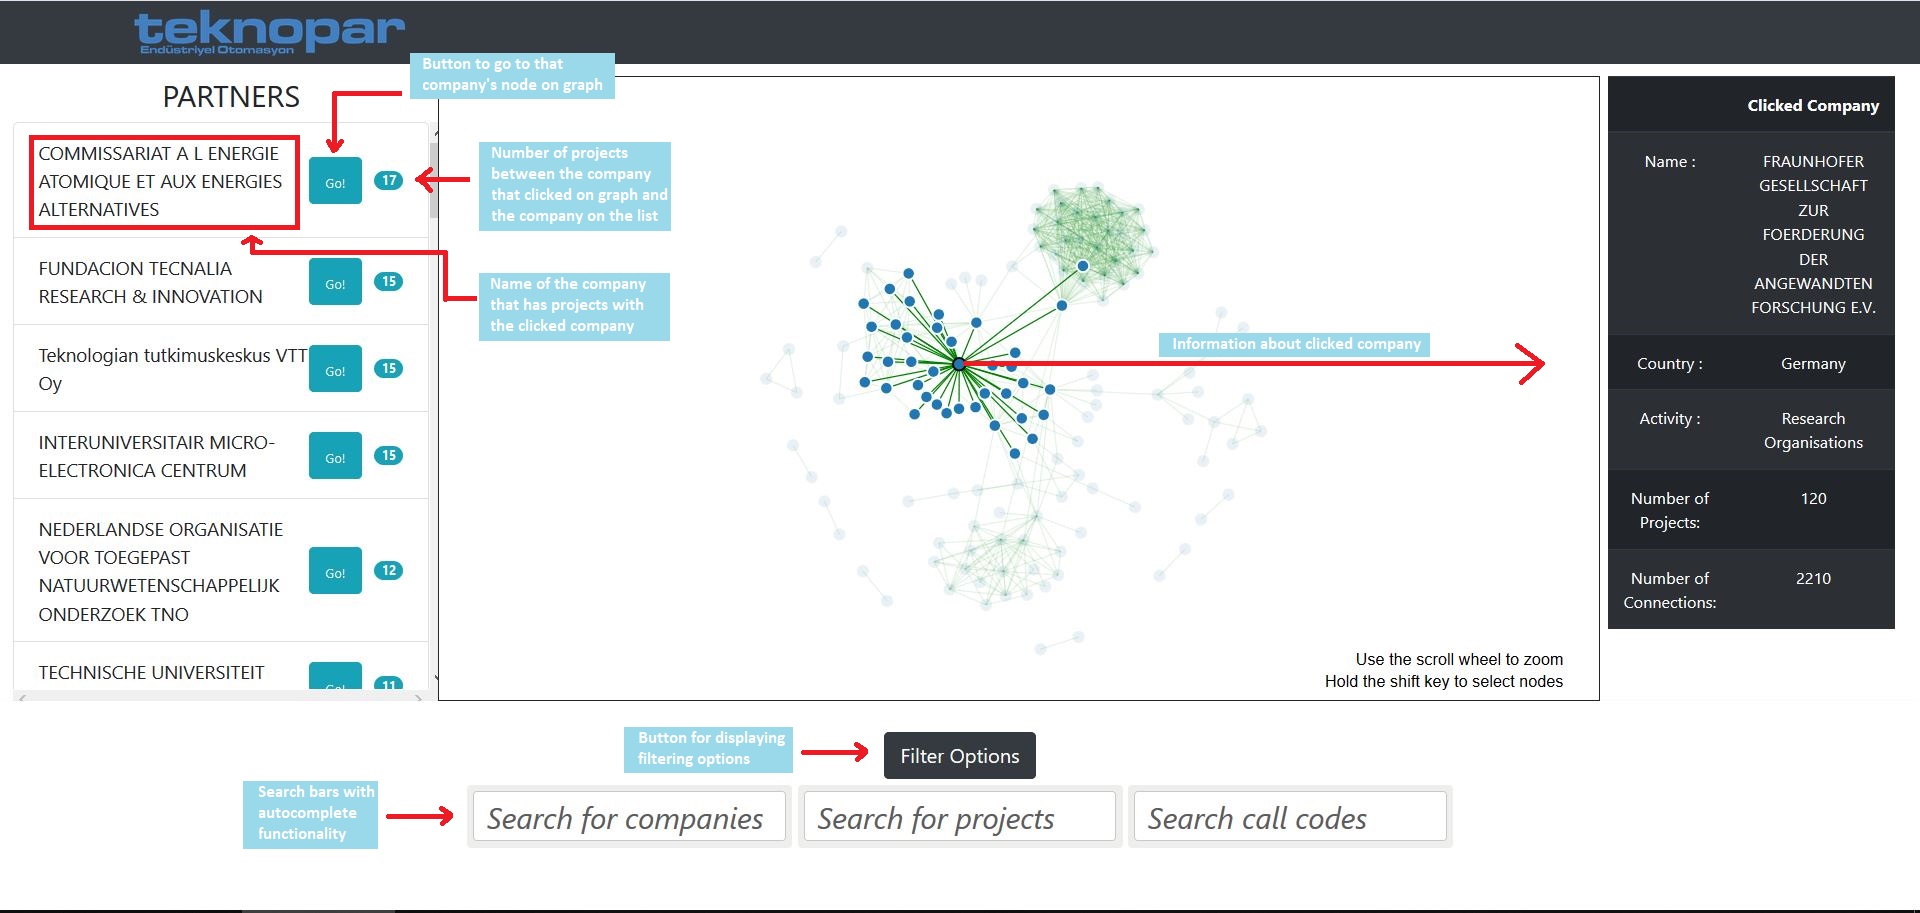 teknopar
Endüstriyel Otomasyon
Button to go to that
company's node on graph
PARTNERS
COMMISSARIAT A L ENERGIE
ATOMIQUE ET AUX ENERGIES
ALTERNATIVES
Go!
17
FUNDACION TECNALIA
RESEARCH & INNOVATION
Go!
15
Teknologian tutkimuskeskus VTT
Oy
Go!
15
INTERUNIVERSITAIR MICRO-
ELECTRONICA CENTRUM
Go!
15
NEDERLANDSE ORGANISATIE
VOOR TOEGEPAST
NATUURWETENSCHAPPELIJK
ONDERZOEK TNO
Go!
12
TECHNISCHE UNIVERSITEIT
Go!
11
Number of projects
between the company
that clicked on graph and
the company on the list
Name of the company
that has projects with
the clicked company
Information about clicked company
Use the scroll wheel to zoom
Hold the shift key to select nodes
Clicked Company
Name :
FRAUNHOFER
GESELLSCHAFT
ZUR
FOERDERUNG
DER
ANGEWANDTEN
FORSCHUNG E.V.
Country :
Germany
Activity :
Research
Organisations
Number of
Projects:
120
Number of
Connections:
2210
Button for displaying
filtering options
Filter Options
Search bars with
autocomplete
functionality
Search for companies
Search for projects
Search call codes